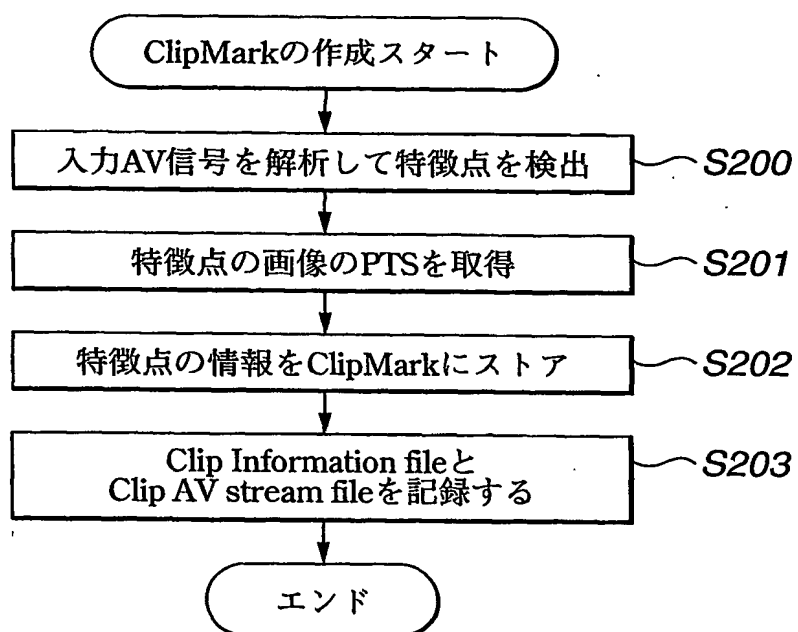 ClipMarkの作成スタート
入力AV信号を解析して特徴点を検出
S200
特徴点の画像のPTSを取得
S201
特徴点の情報をClipMarkにストア
S202
Clip Information fileと
Clip AV stream fileを記録する
S203
エンド